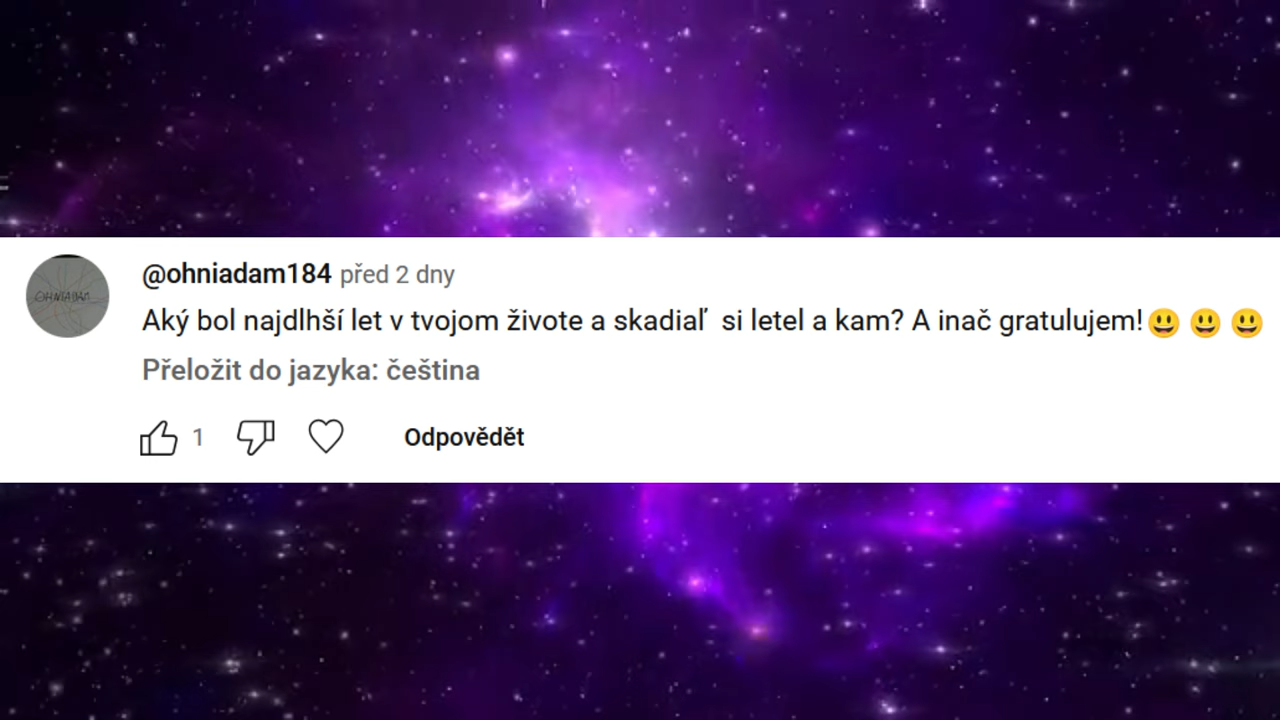 OHNIADAM
@ohniadam184 před 2 dny
Aký bol najdlhší let v tvojom živote a skadiaľ si letel a kam? A inač gratulujem!😃😃😃
Přeložit do jazyka: čeština
1 Odpovědět